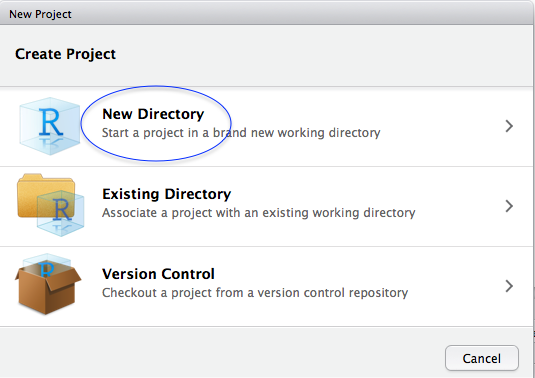 New Project
Create Project
New Directory
Start a project in a brand new working directory
Existing Directory
Associate a project with an existing working directory
Version Control
Checkout a project from a version control repository
Cancel